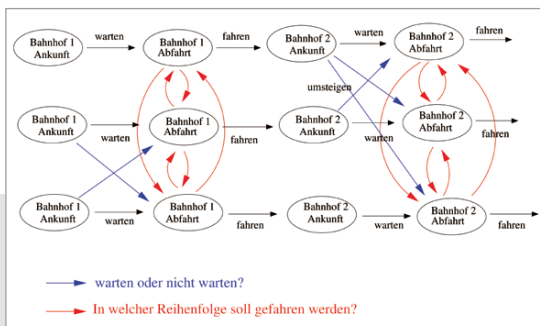 Bahnhof 1
Ankunft
warten
Bahnhof 1
Abfahrt
fahren
Bahnhof 2
Ankunft
warten
Bahnhof 2
Abfahrt
fahren
umsteigen
Bahnhof 1
Ankunft
warten
Bahnhof 1
Abfahrt
fahren
Bahnhof 2
Ankunft
warten
Bahnhof 2
Abfahrt
fahren
Bahnhof 1
Ankunft
warten
Bahnhof 1
Abfahrt
fahren
Bahnhof 2
Ankunft
warten
Bahnhof 2
Abfahrt
fahren
warten oder nicht warten?
In welcher Reihenfolge soll gefahren werden?